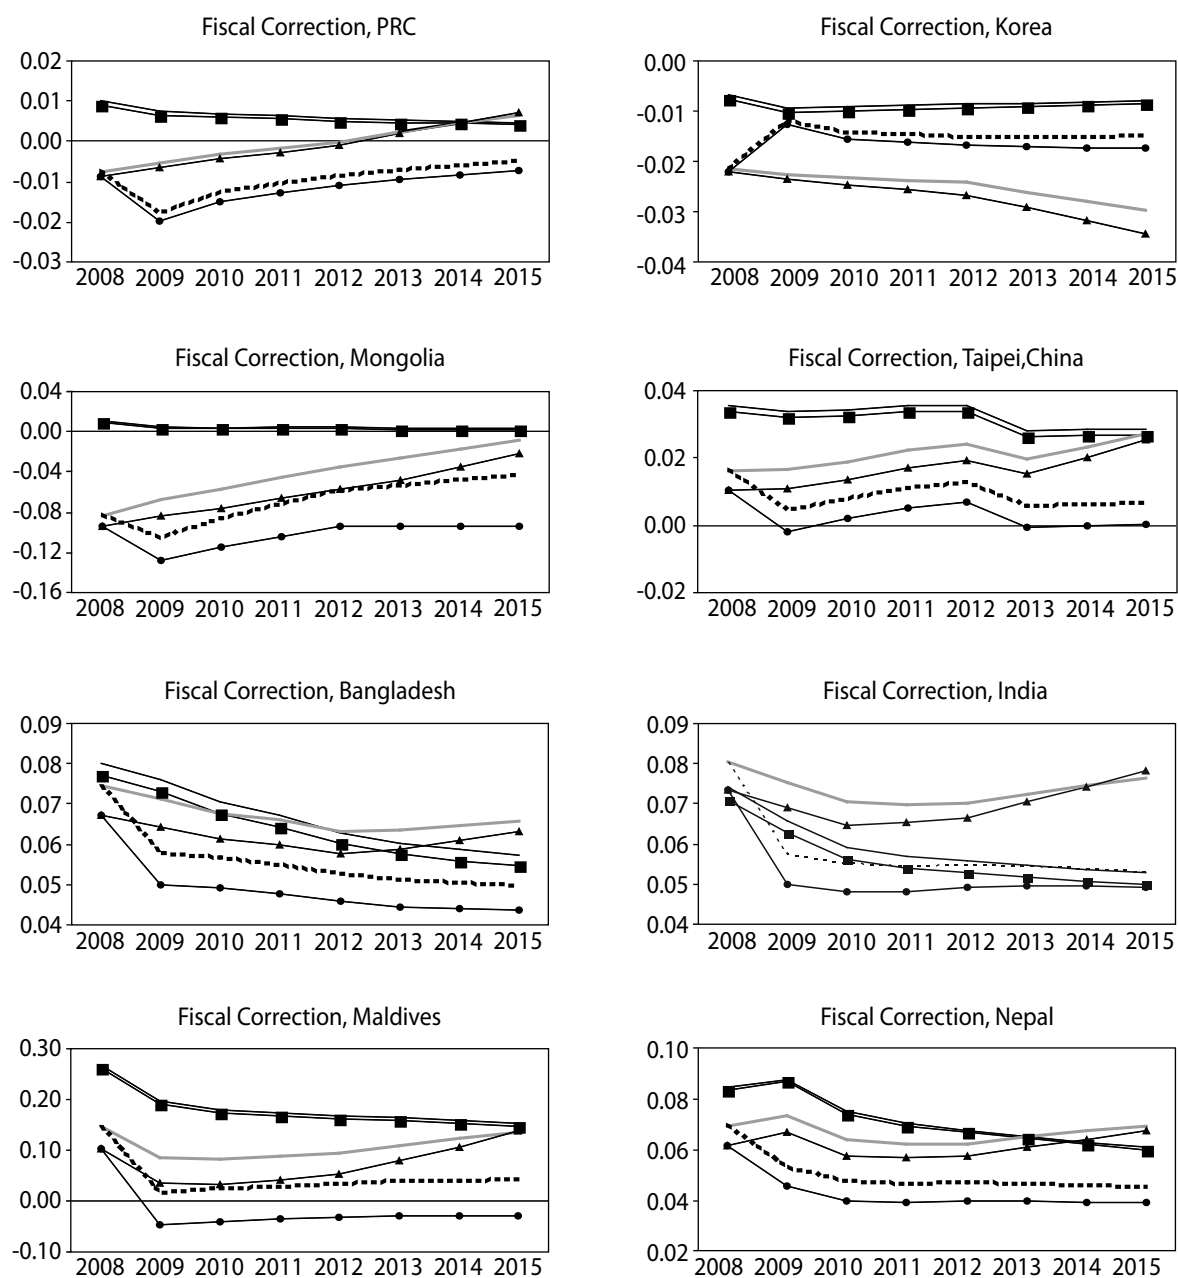 Fiscal Correction, PRC
0.02
0.01
0.00
-0.01
-0.02
-0.03
2008 2009 2010 2011 2012 2013 2014 2015
Fiscal Correction, Korea
0.00
-0.01
-0.02
-0.03
-0.04
2008 2009 2010 2011 2012 2013 2014 2015
Fiscal Correction, Mongolia
0.04
0.00
-0.04
-0.08
-0.12
-0.16
2008 2009 2010 2011 2012 2013 2014 2015
Fiscal Correction, Taipei,China
0.04
0.02
0.00
-0.02
2008 2009 2010 2011 2012 2013 2014 2015
Fiscal Correction, Bangladesh
0.09
0.08
0.07
0.06
0.05
0.04
2008 2009 2010 2011 2012 2013 2014 2015
Fiscal Correction, India
0.09
0.08
0.07
0.06
0.05
0.04
2008 2009 2010 2011 2012 2013 2014 2015
Fiscal Correction, Maldives
0.30
0.20
0.10
0.00
-0.10
2008 2009 2010 2011 2012 2013 2014 2015
Fiscal Correction, Nepal
0.10
0.08
0.06
0.04
0.02
2008 2009 2010 2011 2012 2013 2014 2015